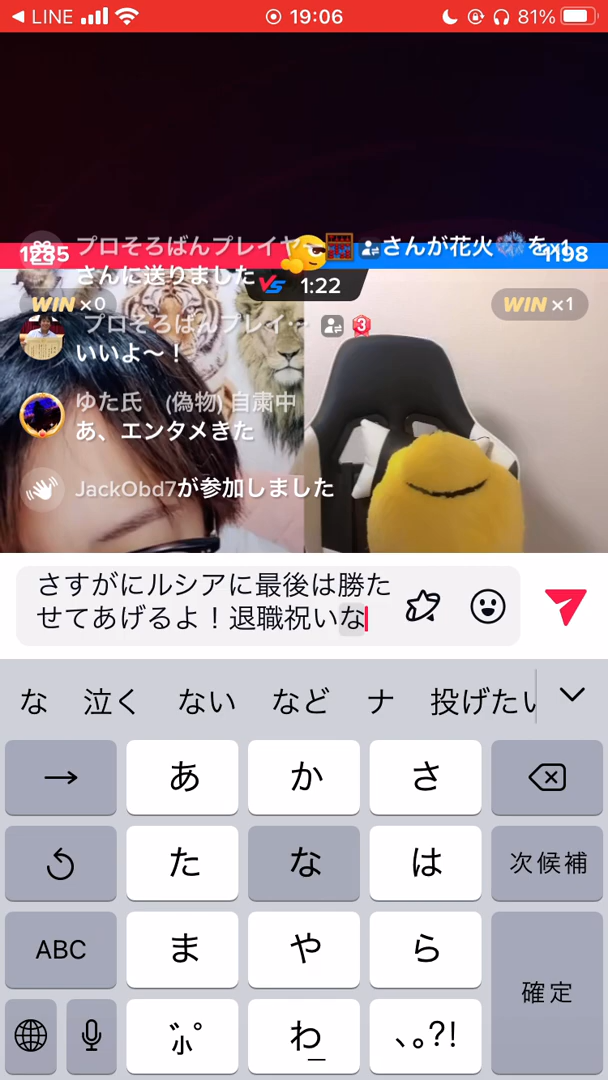 LINE
19:06
81%
1285
プロそろばんプレイヤー
さんが花火
を
x1
1198
さんに送りました
VS
1:22
WIN ×0
WIN ×1
プロそろばんプレイ…
3
いいよ〜！
ゆた氏 (偽物) 自粛中
あ、エンタメきた
JackObd7が参加しました
さすがにルシアに最後は勝た
せてあげるよ！退職祝いな
な 泣く ない など ナ 投げたい
→ あ か さ
た な は 次候補
ABC ま や ら
確定
小゛゜ わ_ 、。?!